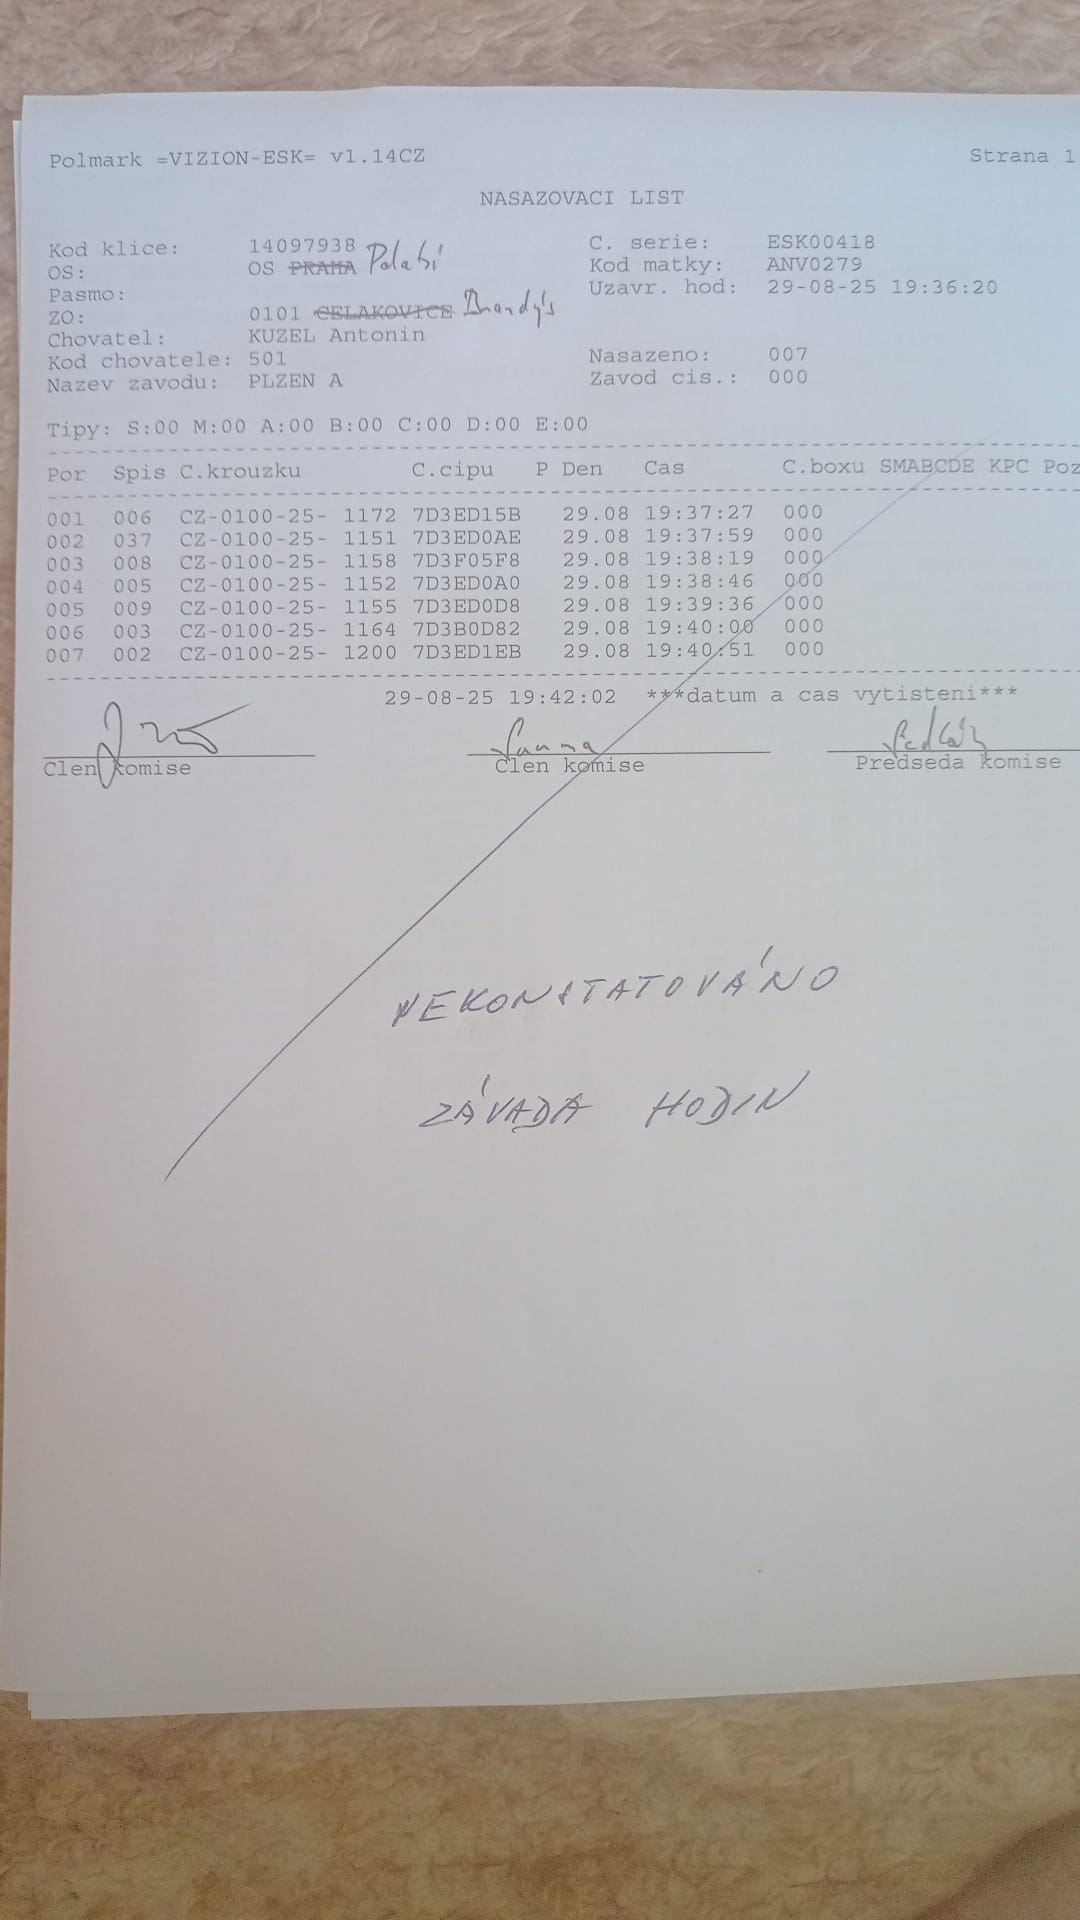 Polmark =VIZION-ESK= v1.14CZ Strana 1
NASAZOVACI LIST
Kod klice: 14097938 C. serie: ESK00418
OS: OS PRAHA Polabí Kod matky: ANV0279
Pasmo: Uzavr. hod: 29-08-25 19:36:20
ZO: 0101 CELAKOVICE Brandýs
Chovatel: KUZEL Antonin
Kod chovatele: 501 Nasazeno: 007
Nazev zavodu: PLZEN A Zavod cis.: 000
Tipy: S:00 M:00 A:00 B:00 C:00 D:00 E:00
Por Spis C.krouzku C.cipu P Den Cas C.boxu SMABCDE KPC Poz
001 006 CZ-0100-25- 1172 7D3ED15B 29.08 19:37:27 000
002 037 CZ-0100-25- 1151 7D3ED0AE 29.08 19:37:59 000
003 008 CZ-0100-25- 1158 7D3F05F8 29.08 19:38:19 000
004 005 CZ-0100-25- 1152 7D3ED0A0 29.08 19:38:46 000
005 009 CZ-0100-25- 1155 7D3ED0D8 29.08 19:39:36 000
006 003 CZ-0100-25- 1164 7D3B0D82 29.08 19:40:00 000
007 002 CZ-0100-25- 1200 7D3ED1EB 29.08 19:40:51 000
29-08-25 19:42:02 ***datum a cas vytisteni***
Clen komise Clen komise Predseda komise
NEKONSTATOVÁNO
ZÁVADA HODIN